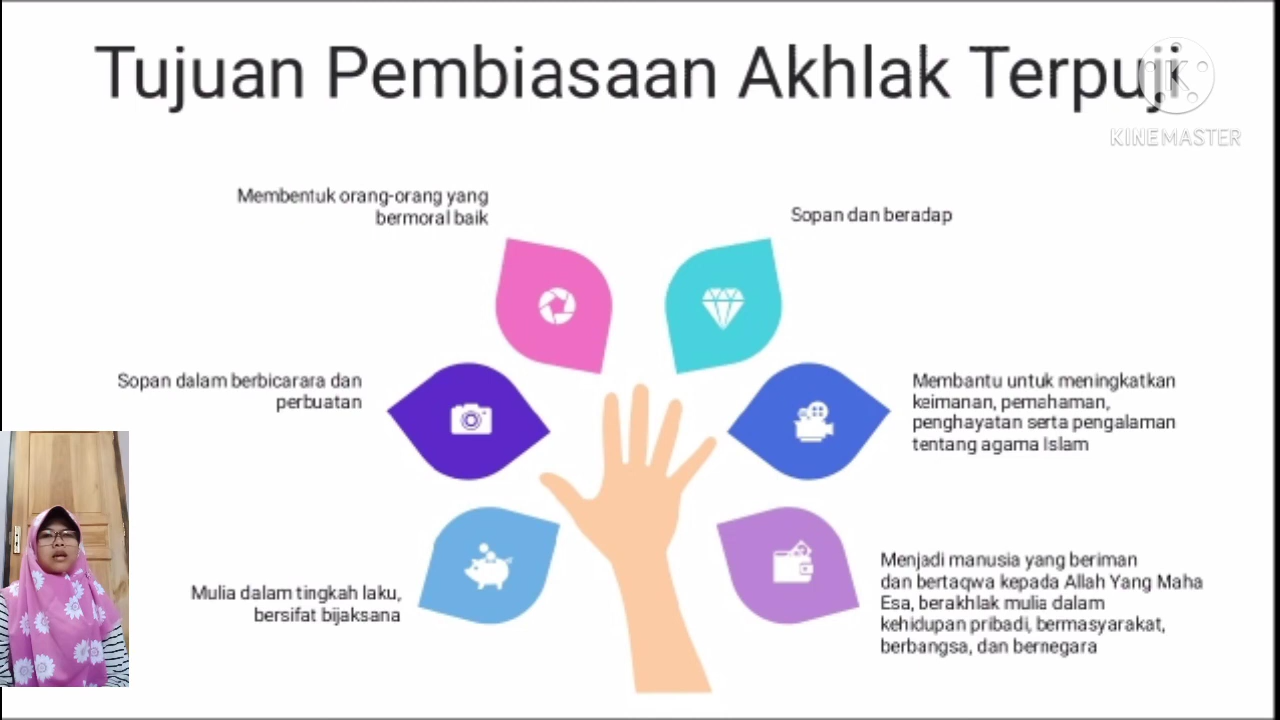 Tujuan Pembiasaan Akhlak Terpuji
KINEMASTER
Membentuk orang-orang yang
bermoral baik
Sopan dan beradap
Sopan dalam berbicarara dan
perbuatan
Membantu untuk meningkatkan
keimanan, pemahaman,
penghayatan serta pengalaman
tentang agama Islam
Mulia dalam tingkah laku,
bersifat bijaksana
Menjadi manusia yang beriman
dan bertaqwa kepada Allah Yang Maha
Esa, berakhlak mulia dalam
kehidupan pribadi, bermasyarakat,
berbangsa, dan bernegara